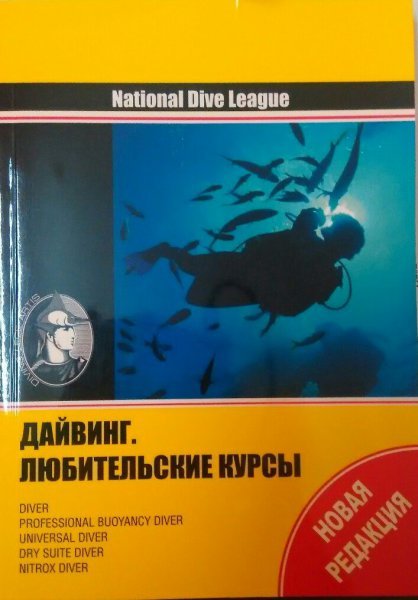 National Dive League
ARTIS
ДАЙВИНГ.
ЛЮБИТЕЛЬСКИЕ КУРСЫ
DIVER
PROFESSIONAL BUOYANCY DIVER
UNIVERSAL DIVER
DRY SUITE DIVER
NITROX DIVER
НОВАЯ
РЕДАКЦИЯ